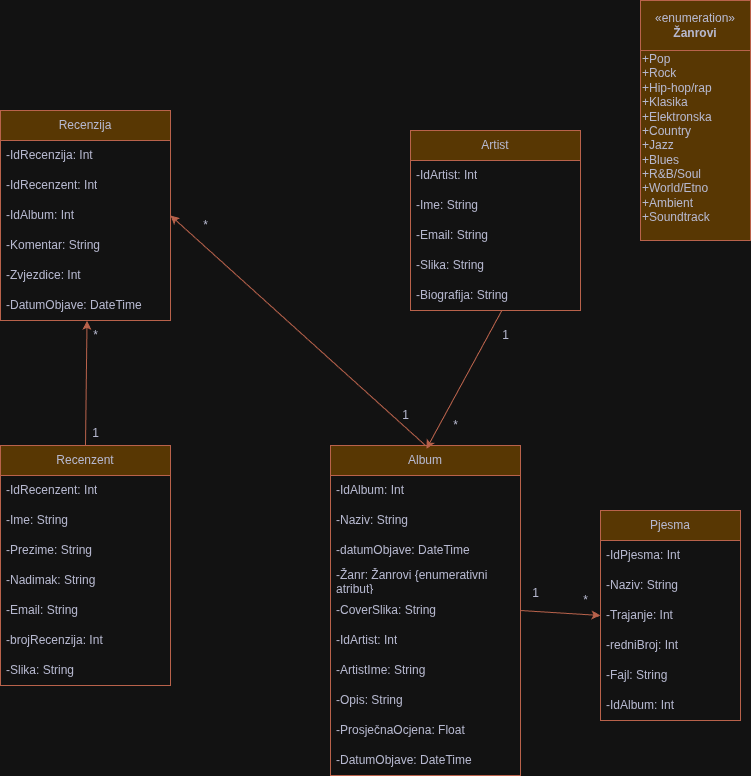 «enumeration»
Žanrovi
+Pop
+Rock
+Hip-hop/rap
+Klasika
+Elektronska
+Country
+Jazz
+Blues
+R&B/Soul
+World/Etno
+Ambient
+Soundtrack
Recenzija
-IdRecenzija: Int
-IdRecenzent: Int
-IdAlbum: Int
-Komentar: String
-Zvjezdice: Int
-DatumObjave: DateTime
Artist
-IdArtist: Int
-Ime: String
-Email: String
-Slika: String
-Biografija: String
*
*
1
1
*
1
Recenzent
-IdRecenzent: Int
-Ime: String
-Prezime: String
-Nadimak: String
-Email: String
-brojRecenzija: Int
-Slika: String
Album
-IdAlbum: Int
-Naziv: String
-datumObjave: DateTime
-Žanr: Žanrovi {enumerativni
atribut}
-CoverSlika: String
-IdArtist: Int
-ArtistIme: String
-Opis: String
-ProsječnaOcjena: Float
-DatumObjave: DateTime
1
*
Pjesma
-IdPjesma: Int
-Naziv: String
-Trajanje: Int
-redniBroj: Int
-Fajl: String
-IdAlbum: Int